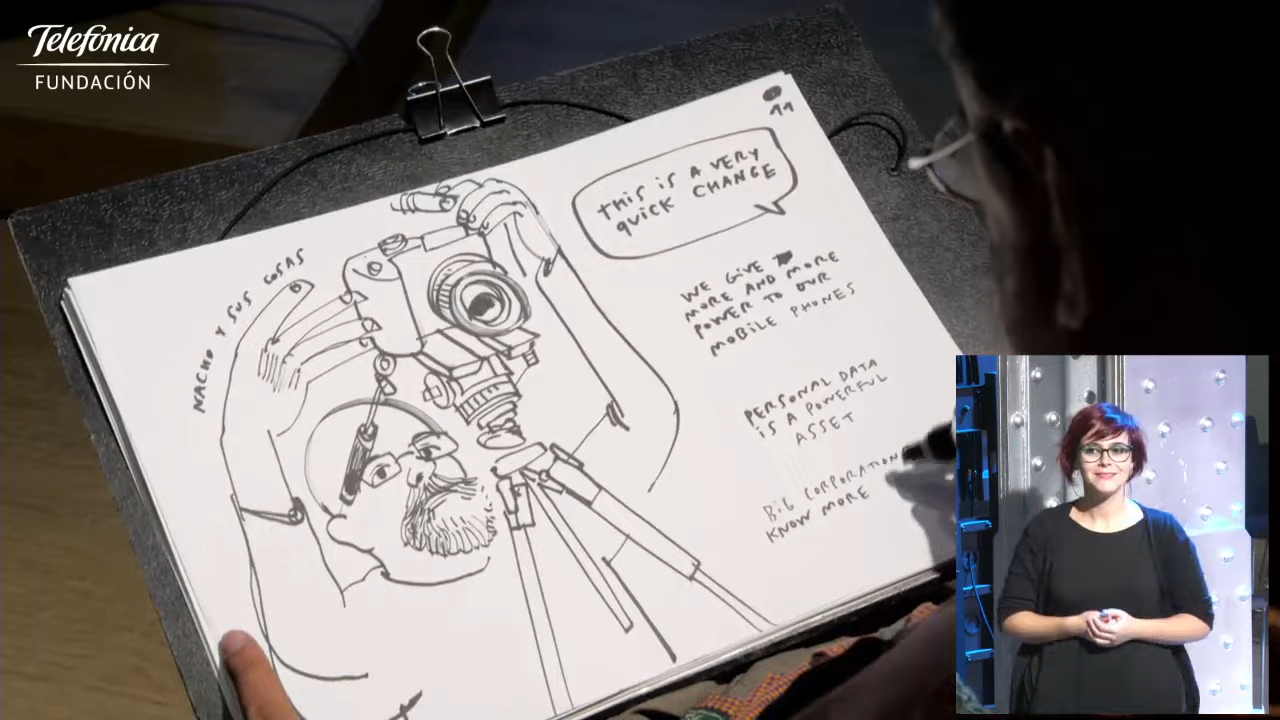 Telefónica
FUNDACIÓN
11
THIS IS A VERY
QUICK CHANGE
NACHO Y SUS COSAS
WE GIVE
MORE AND MORE
POWER TO OUR
MOBILE PHONES
PERSONAL DATA
IS A POWERFUL
ASSET
BIG CORPORATION
KNOW MORE